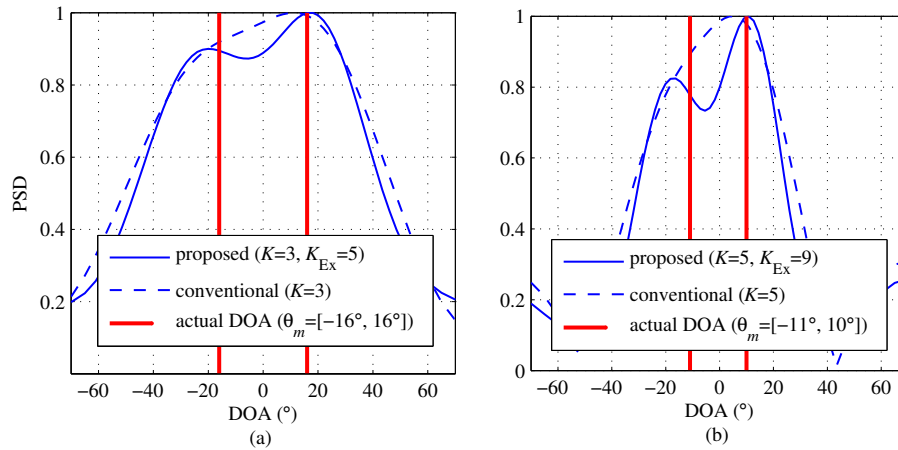 1
0.8
0.6
0.4
0.2
PSD
proposed (K=3, K_Ex=5)
conventional (K=3)
actual DOA (θ_m=[−16°, 16°])
−60 −40 −20 0 20 40 60
DOA (°)
(a)
1
0.8
0.6
0.4
0.2
0
proposed (K=5, K_Ex=9)
conventional (K=5)
actual DOA (θ_m=[−11°, 10°])
−60 −40 −20 0 20 40 60
DOA (°)
(b)